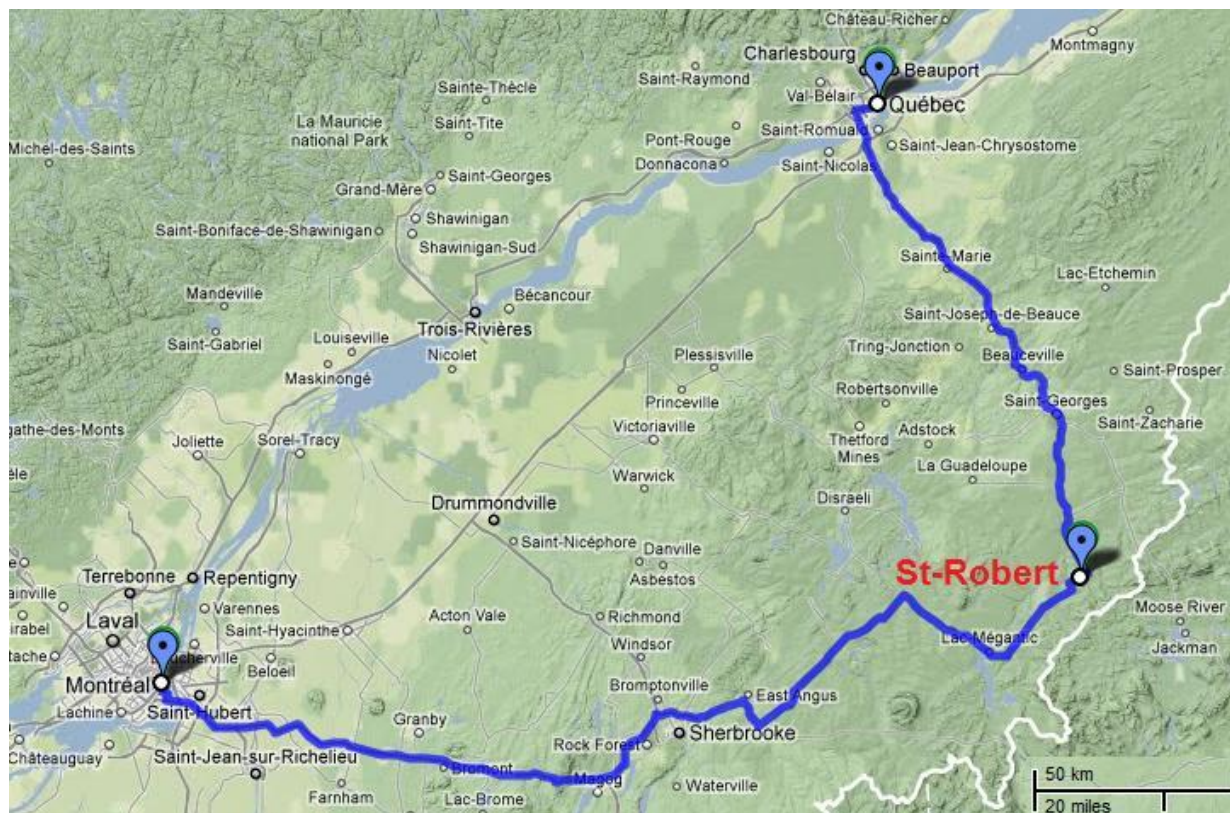 Château-Richer
Montmagny
Charlesbourg
Saint-Raymond
Beauport
Sainte-Thècle
Val-Bélair
Québec
La Mauricie
national Park
Saint-Tite
Pont-Rouge
Saint-Romuald
Michel-des-Saints
Donnacona
Saint-Nicolas
Saint-Jean-Chrysostome
Saint-Georges
Grand-Mère
Shawinigan
Saint-Boniface-de-Shawinigan
Shawinigan-Sud
Sainte-Marie
Lac-Etchemin
Mandeville
Bécancour
Saint-Joseph-de-Beauce
Trois-Rivières
Saint-Gabriel
Louiseville
Nicolet
Plessisville
Tring-Jonction
Beauceville
Maskinongé
Saint-Prosper
Princeville
Robertsonville
Saint-Georges
Saint-Zacharie
agathe-des-Monts
Joliette
Sorel-Tracy
Victoriaville
Thetford
Mines
Adstock
La Guadeloupe
Warwick
Disraeli
Drummondville
Saint-Nicéphore
Danville
Asbestos
St-Robert
Terrebonne
Repentigny
Varennes
Acton Vale
Richmond
Moose River
Laval
Saint-Hyacinthe
Lac-Mégantic
Jackman
Windsor
Beloeil
Montréal
Bromptonville
East Angus
Lachine
Saint-Hubert
Granby
Sherbrooke
Rock Forest
Châteauguay
Saint-Jean-sur-Richelieu
Bromont
Magog
Waterville
Farnham
Lac-Brome
50 km
20 miles